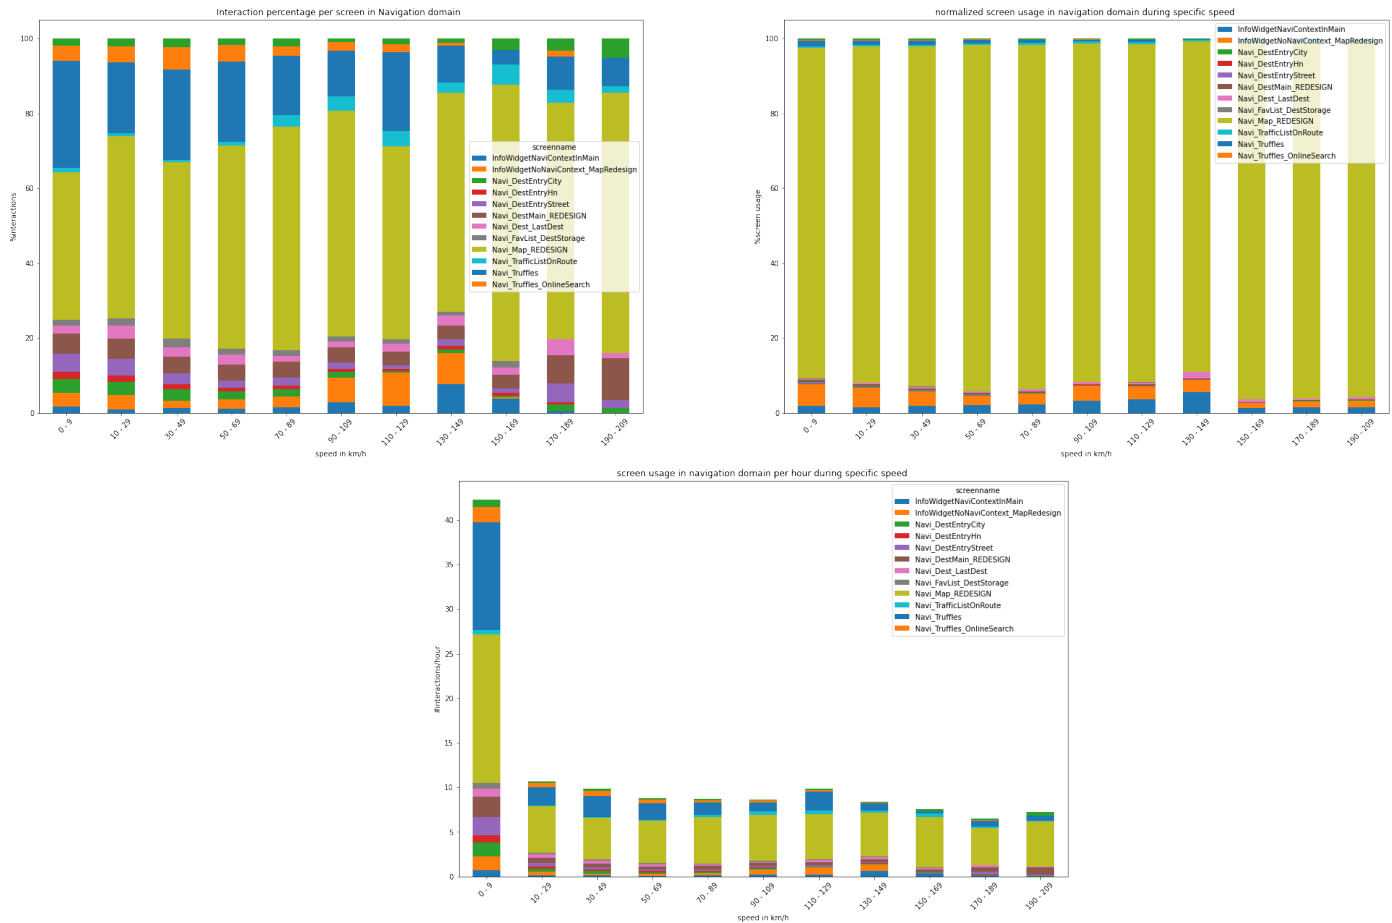 Interaction percentage per screen in Navigation domain
100
80
60
40
20
0
%interactions
screenname
InfoWidgetNaviContextInMain
InfoWidgetNoNaviContext_MapRedesign
Navi_DestEntryCity
Navi_DestEntryHn
Navi_DestEntryStreet
Navi_DestMain_REDESIGN
Navi_Dest_LastDest
Navi_FavList_DestStorage
Navi_Map_REDESIGN
Navi_TrafficListOnRoute
Navi_Truffles
Navi_Truffles_OnlineSearch
0 - 9
10 - 29
30 - 49
50 - 69
70 - 89
90 - 109
110 - 129
130 - 149
150 - 169
170 - 189
190 - 209
speed in km/h
normalized screen usage in navigation domain during specific speed
100
80
60
40
20
0
%screen usage
InfoWidgetNaviContextInMain
InfoWidgetNoNaviContext_MapRedesign
Navi_DestEntryCity
Navi_DestEntryHn
Navi_DestEntryStreet
Navi_DestMain_REDESIGN
Navi_Dest_LastDest
Navi_FavList_DestStorage
Navi_Map_REDESIGN
Navi_TrafficListOnRoute
Navi_Truffles
Navi_Truffles_OnlineSearch
0 - 9
10 - 29
30 - 49
50 - 69
70 - 89
90 - 109
110 - 129
130 - 149
150 - 169
170 - 189
190 - 209
speed in km/h
screen usage in navigation domain per hour during specific speed
40
35
30
25
20
15
10
5
0
#interactions/hour
screenname
InfoWidgetNaviContextInMain
InfoWidgetNoNaviContext_MapRedesign
Navi_DestEntryCity
Navi_DestEntryHn
Navi_DestEntryStreet
Navi_DestMain_REDESIGN
Navi_Dest_LastDest
Navi_FavList_DestStorage
Navi_Map_REDESIGN
Navi_TrafficListOnRoute
Navi_Truffles
Navi_Truffles_OnlineSearch
0 - 9
10 - 29
30 - 49
50 - 69
70 - 89
90 - 109
110 - 129
130 - 149
150 - 169
170 - 189
190 - 209
speed in km/h